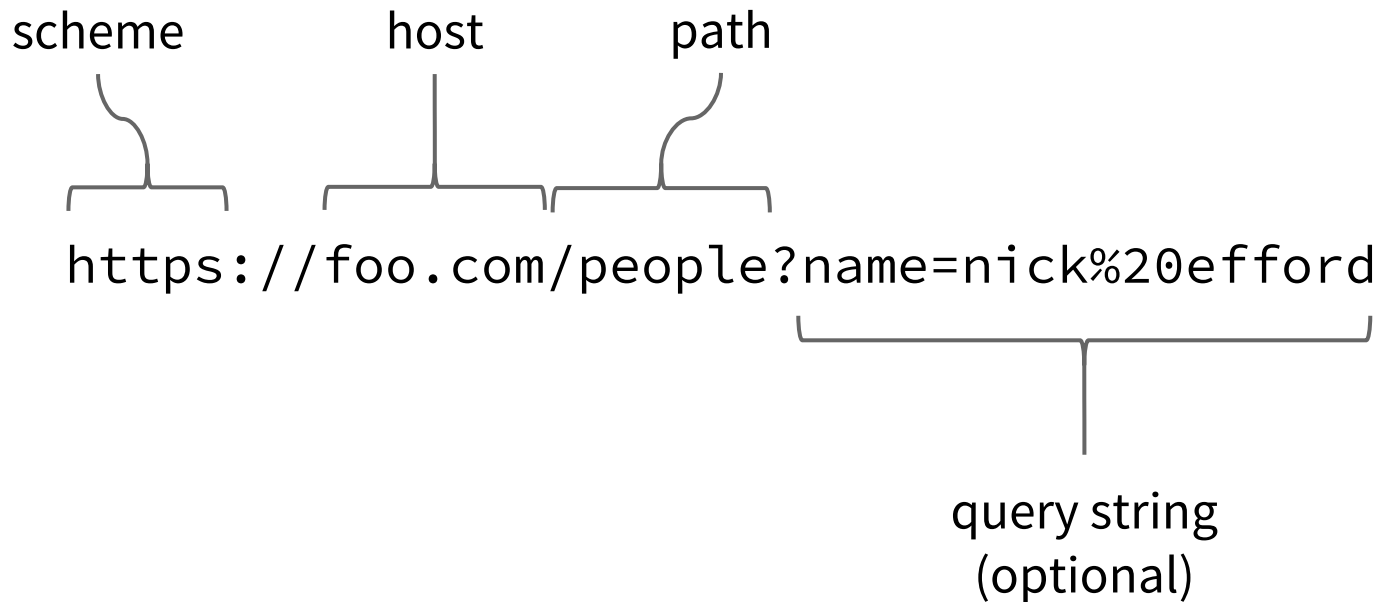 scheme host path
https://foo.com/people?name=nick%20efford
query string
(optional)